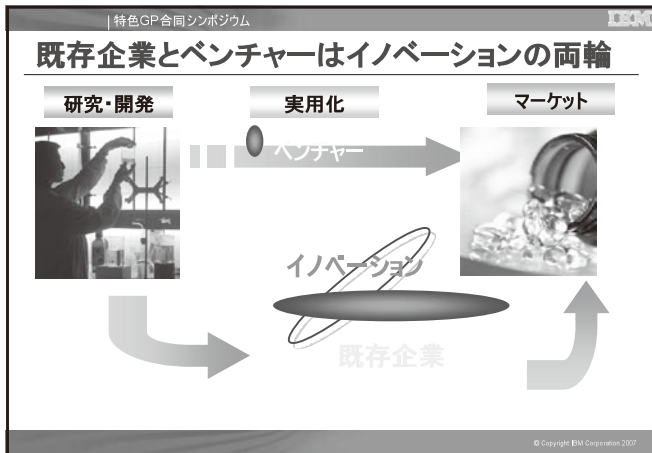 | 特色GP合同シンポジウム
IBM
既存企業とベンチャーはイノベーションの両輪
研究・開発
実用化
マーケット
ベンチャー
イノベーション
既存企業
© Copyright IBM Corporation 2007